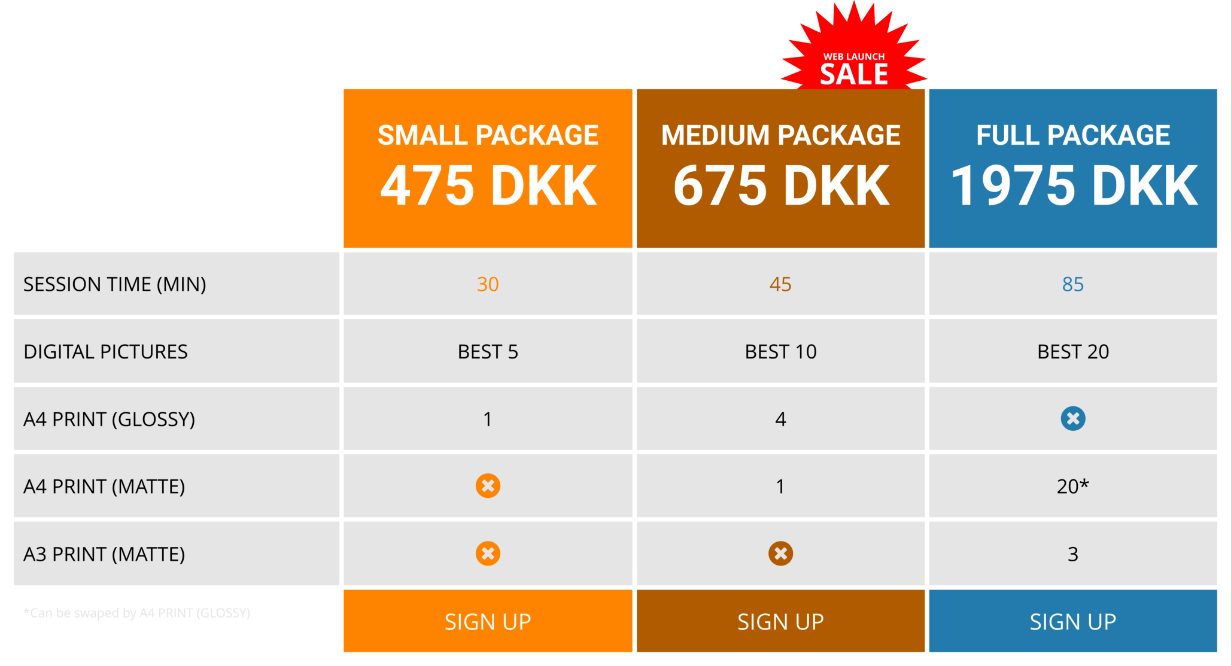 WEB LAUNCH
SALE
SMALL PACKAGE
475 DKK
MEDIUM PACKAGE
675 DKK
FULL PACKAGE
1975 DKK
SESSION TIME (MIN) 30 45 85
DIGITAL PICTURES BEST 5 BEST 10 BEST 20
A4 PRINT (GLOSSY) 1 4
A4 PRINT (MATTE) 1 20*
A3 PRINT (MATTE) 3
*Can be swaped by A4 PRINT (GLOSSY)
SIGN UP SIGN UP SIGN UP